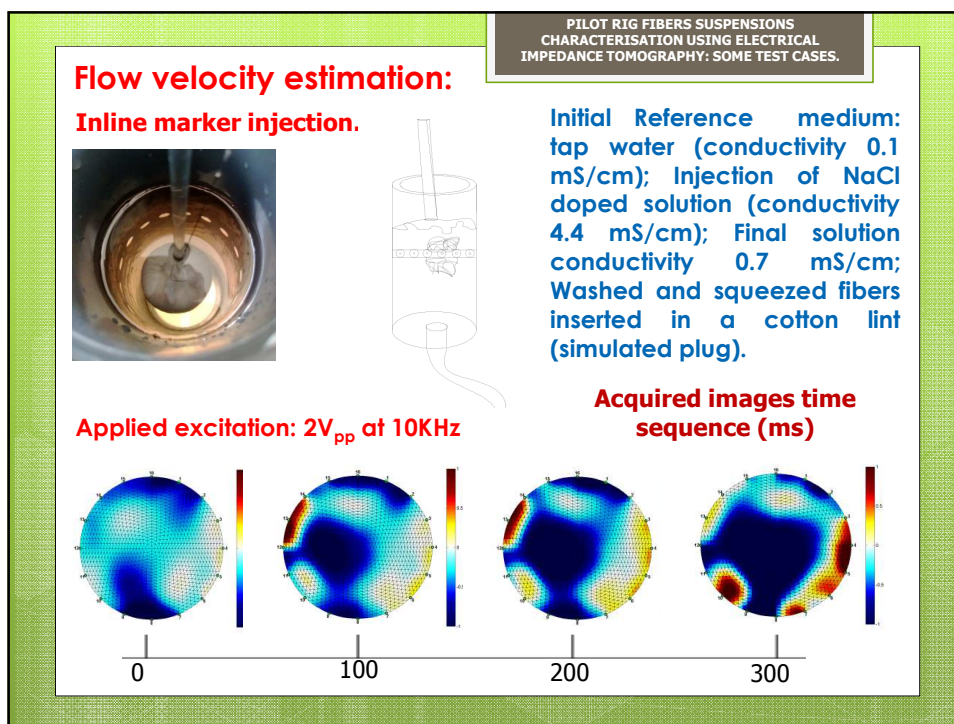 PILOT RIG FIBERS SUSPENSIONS
CHARACTERISATION USING ELECTRICAL
IMPEDANCE TOMOGRAPHY: SOME TEST CASES.
Flow velocity estimation:
Inline marker injection.
Initial Reference medium:
tap water (conductivity 0.1
mS/cm); Injection of NaCl
doped solution (conductivity
4.4 mS/cm); Final solution
conductivity 0.7 mS/cm;
Washed and squeezed fibers
inserted in a cotton lint
(simulated plug).
Applied excitation: 2Vpp at 10KHz
Acquired images time
sequence (ms)
0
100
200
300